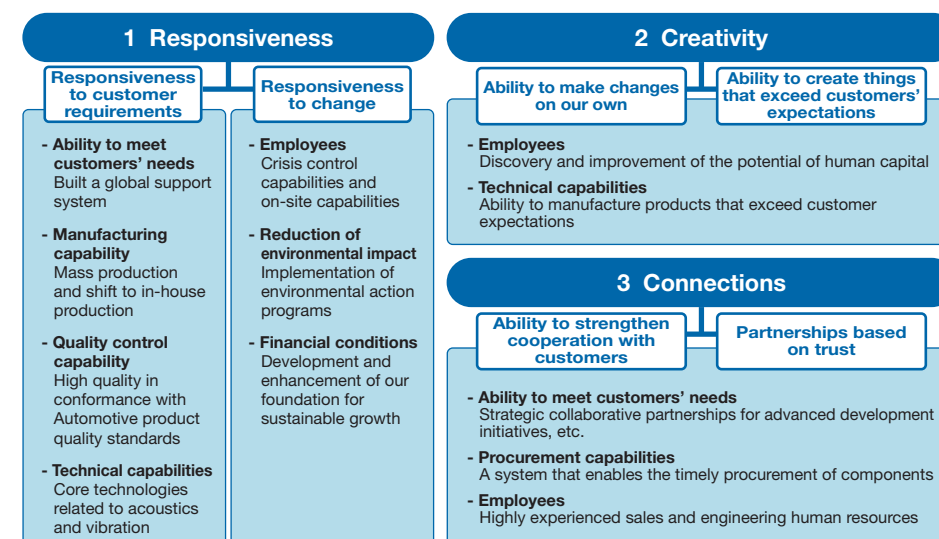 1 Responsiveness
Responsiveness
to customer
requirements
- Ability to meet
customers’ needs
Built a global support
system
- Manufacturing
capability
Mass production
and shift to in-house
production
- Quality control
capability
High quality in
conformance with
Automotive product
quality standards
- Technical capabilities
Core technologies
related to acoustics
and vibration
Responsiveness
to change
- Employees
Crisis control
capabilities and
on-site capabilities
- Reduction of
environmental impact
Implementation of
environmental action
programs
- Financial conditions
Development and
enhancement of our
foundation for
sustainable growth
2 Creativity
Ability to make changes
on our own
Ability to create things
that exceed customers’
expectations
- Employees
Discovery and improvement of the potential of human capital
- Technical capabilities
Ability to manufacture products that exceed customer
expectations
3 Connections
Ability to strengthen
cooperation with
customers
Partnerships based
on trust
- Ability to meet customers’ needs
Strategic collaborative partnerships for advanced development
initiatives, etc.
- Procurement capabilities
A system that enables the timely procurement of components
- Employees
Highly experienced sales and engineering human resources